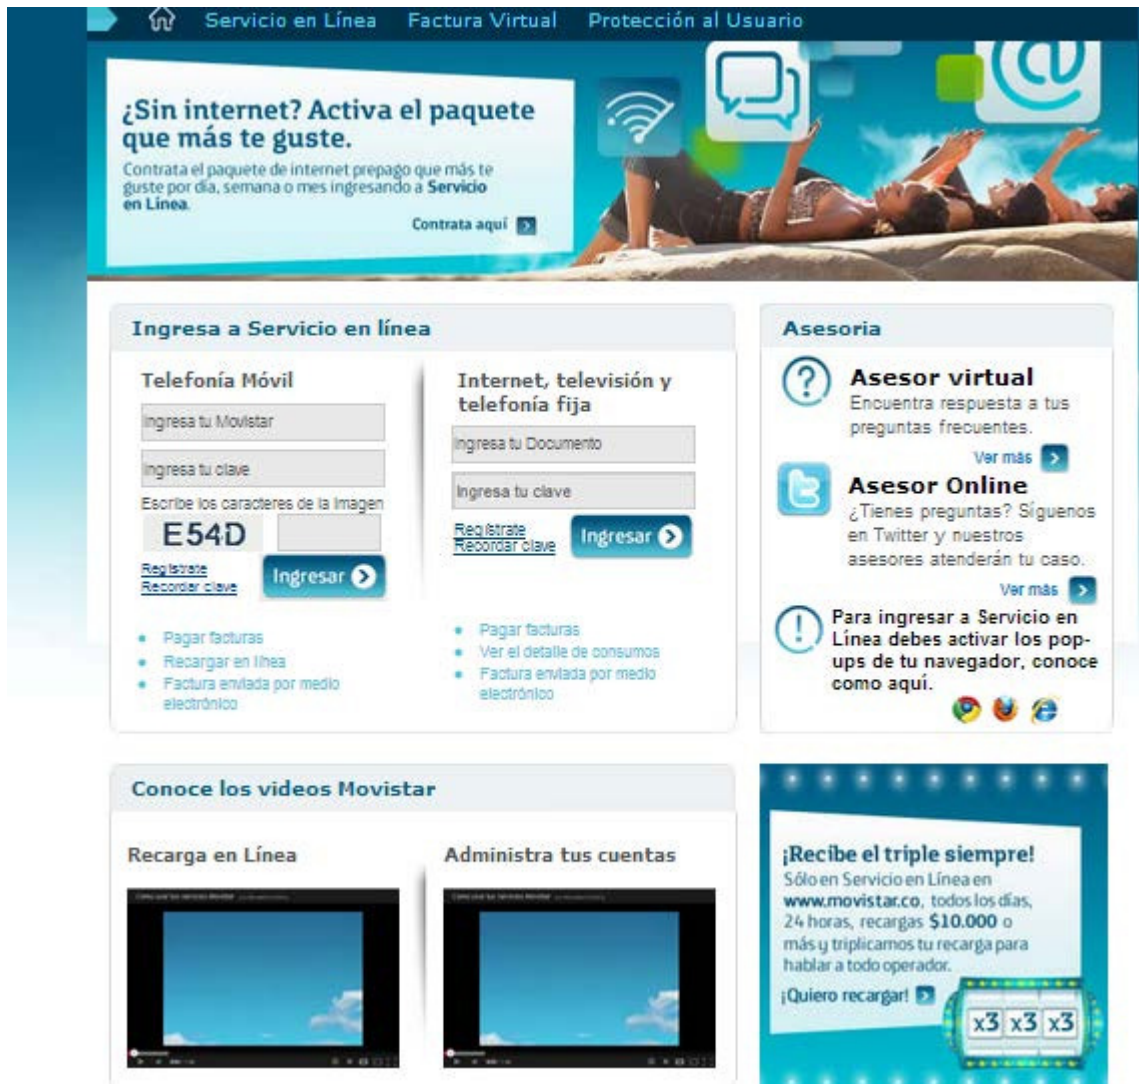 Servicio en Línea Factura Virtual Protección al Usuario
¿Sin internet? Activa el paquete
que más te guste.
Contrata el paquete de internet prepago que más te
guste por día, semana o mes ingresando a Servicio
en Línea.
Contrata aquí
Ingresa a Servicio en línea
Telefonía Móvil
Ingresa tu Movistar
Ingresa tu clave
Escribe los caracteres de la imagen
E54D
Regístrate
Recordar clave
Ingresar
Pagar facturas
Recargar en línea
Factura enviada por medio
electrónico
Internet, televisión y
telefonía fija
Ingresa tu Documento
Ingresa tu clave
Regístrate
Recordar clave
Ingresar
Pagar facturas
Ver el detalle de consumos
Factura enviada por medio
electrónico
Asesoria
Asesor virtual
Encuentra respuesta a tus
preguntas frecuentes.
Ver más
Asesor Online
¿Tienes preguntas? Síguenos
en Twitter y nuestros
asesores atenderán tu caso.
Ver más
Para ingresar a Servicio en
Línea debes activar los pop-
ups de tu navegador, conoce
como aquí.
Conoce los videos Movistar
Recarga en Línea
Administra tus cuentas
¡Recibe el triple siempre!
Sólo en Servicio en Línea en
www.movistar.co, todos los días,
24 horas, recargas $10.000 o
más y triplicamos tu recarga para
hablar a todo operador.
¡Quiero recargar!
x3 x3 x3